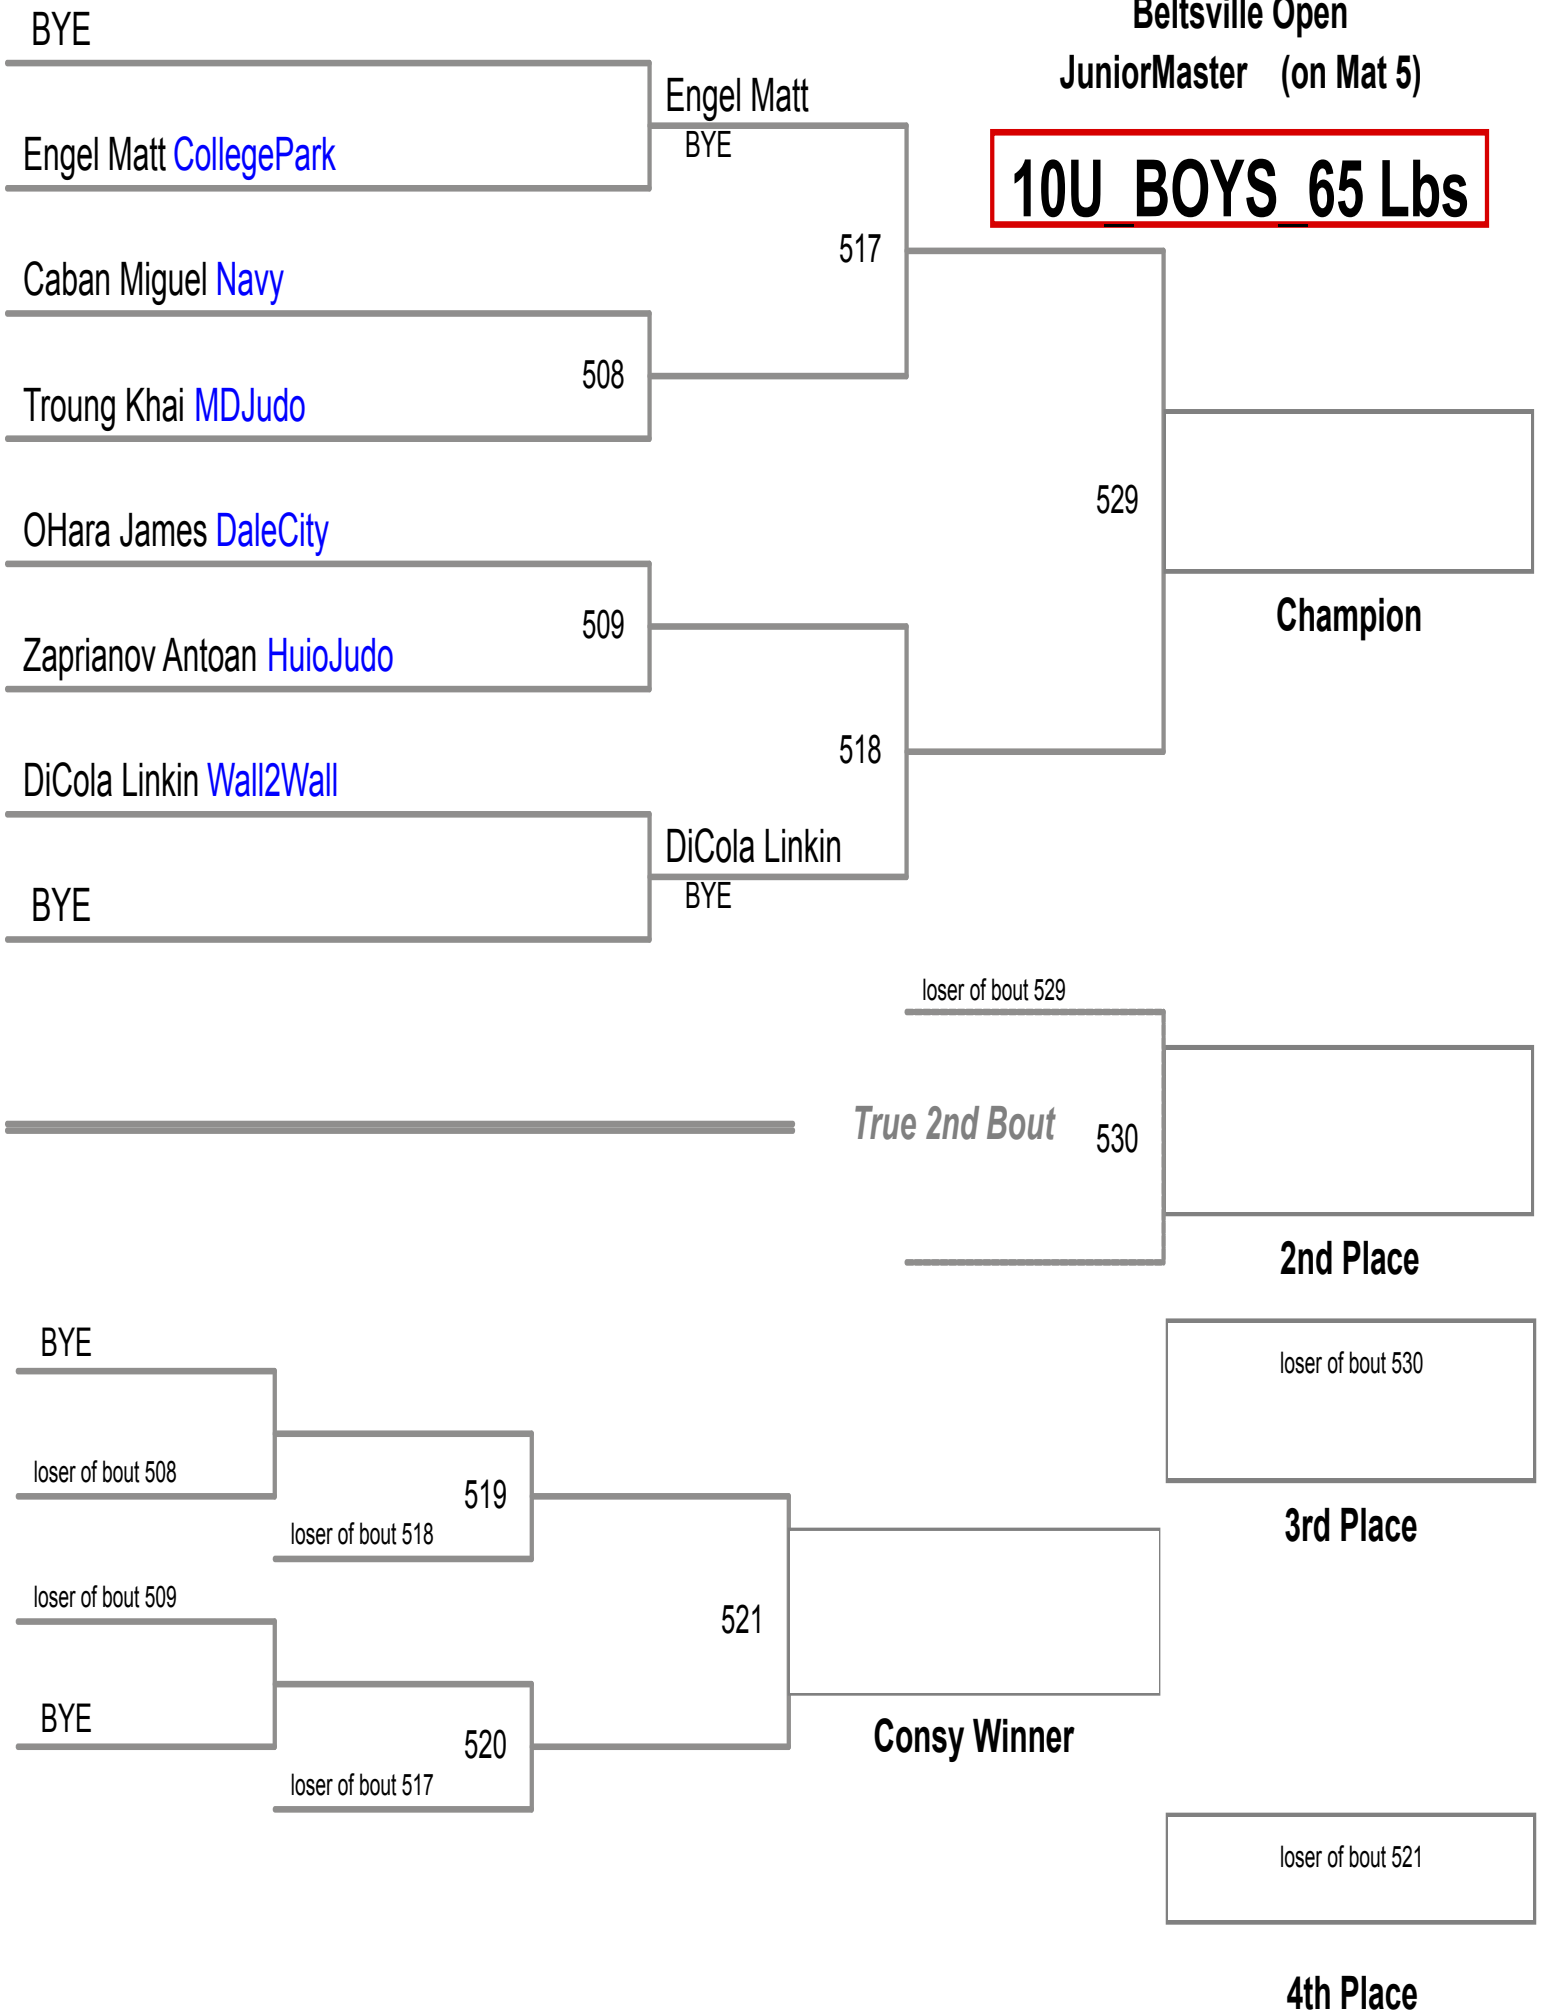 Beltsville Open
JuniorMaster (on Mat 5)
10U_BOYS_65 Lbs
BYE
Engel Matt CollegePark
Engel Matt
BYE
517
Caban Miguel Navy
508
Troung Khai MDJudo
529
OHara James DaleCity
509
Zaprianov Antoan HuioJudo
Champion
518
DiCola Linkin Wall2Wall
DiCola Linkin
BYE
BYE
loser of bout 529
True 2nd Bout 530
2nd Place
BYE
loser of bout 508
519
loser of bout 518
loser of bout 509
521
BYE
520
loser of bout 517
Consy Winner
loser of bout 530
3rd Place
loser of bout 521
4th Place